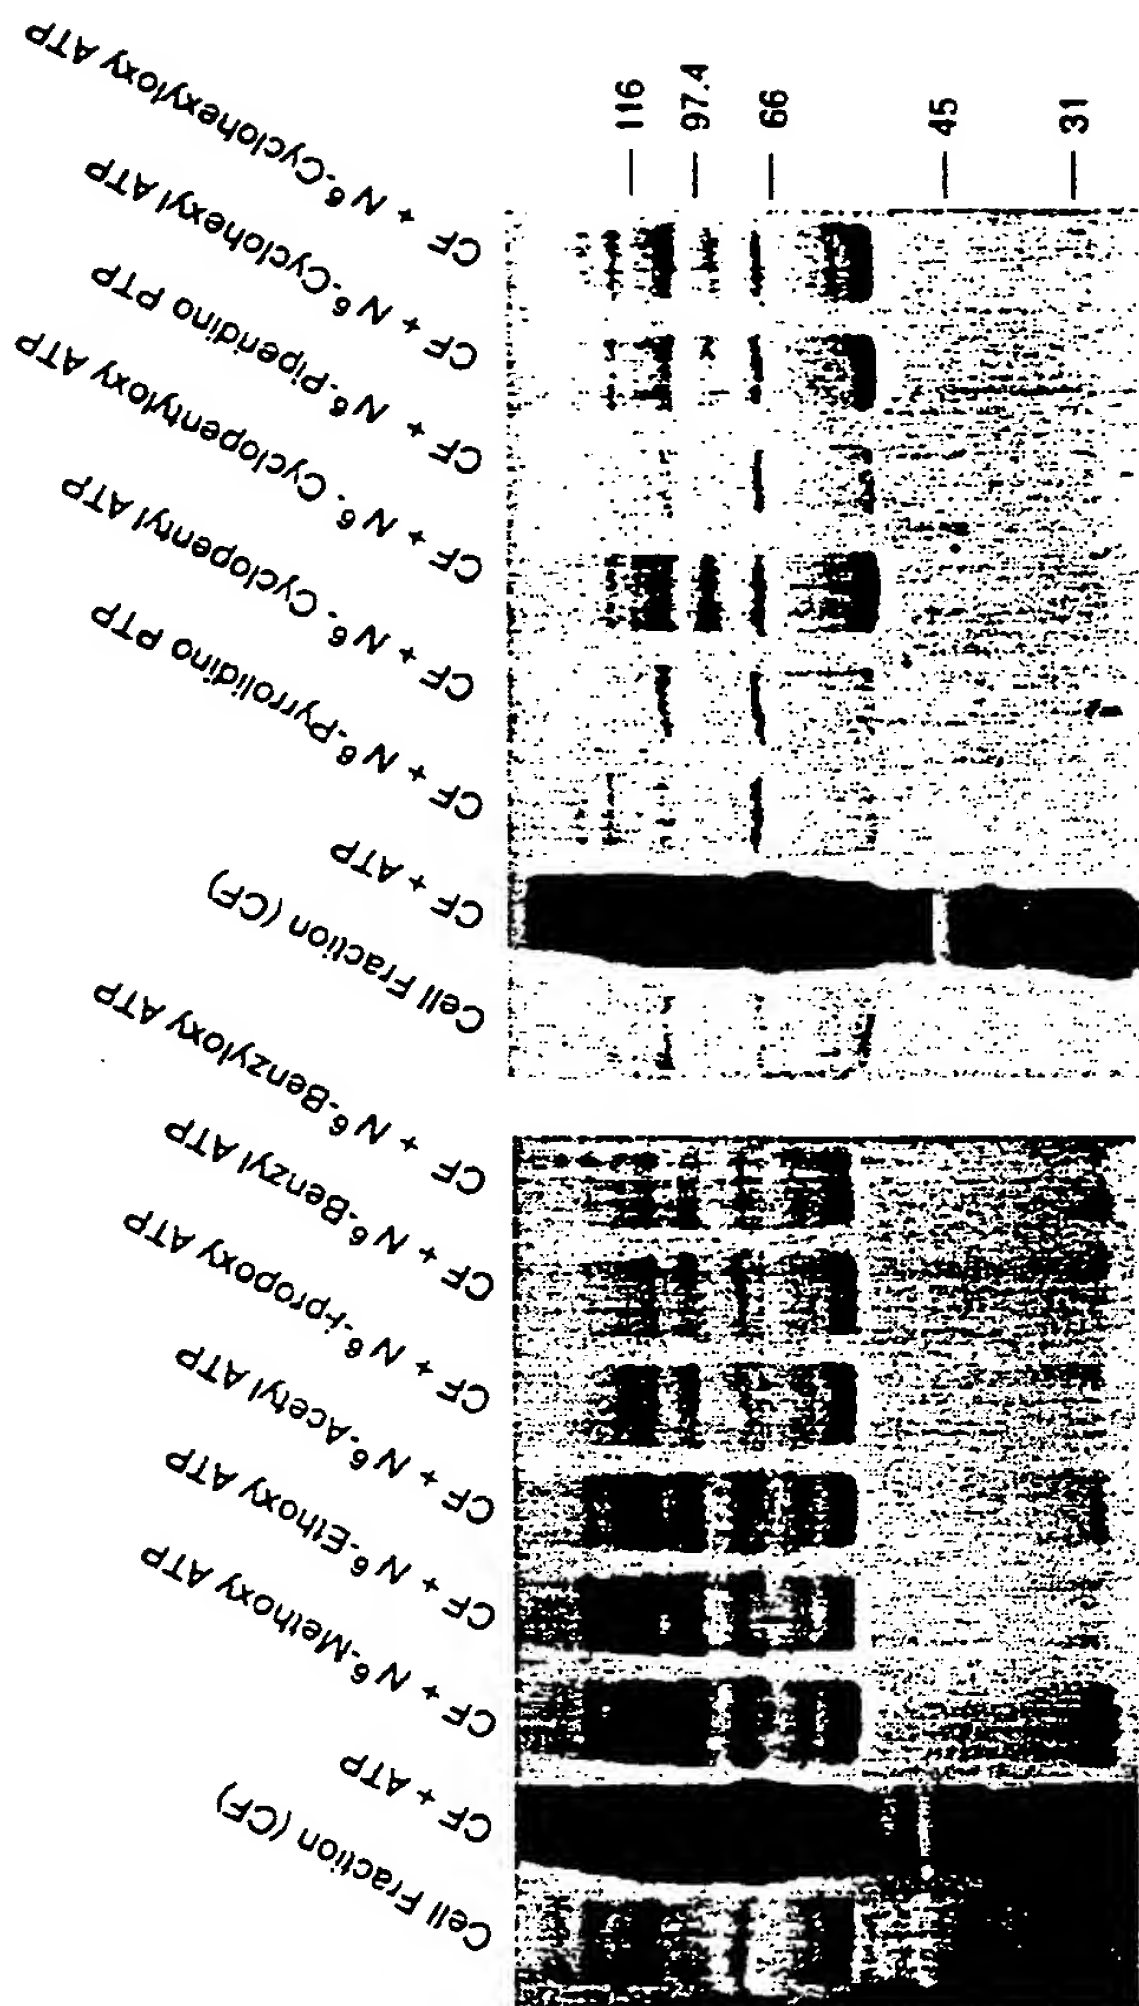 Cell Fraction (CF)
CF + ATP
CF + N⁶-Methoxy ATP
CF + N⁶-Ethoxy ATP
CF + N⁶-Acetyl ATP
CF + N⁶-i-propoxy ATP
CF + N⁶-Benzyl ATP
CF + N⁶-Benzyloxy ATP
Cell Fraction (CF)
CF + ATP
CF + N⁶-Pyrrolidino PTP
CF + N⁶- Cyclopentyl ATP
CF + N⁶- Cyclopentyloxy ATP
CF + N⁶-Piperidino PTP
CF + N⁶-Cyclohexyl ATP
CF + N⁶-Cyclohexyloxy ATP
— 116
— 97.4
— 66
— 45
— 31